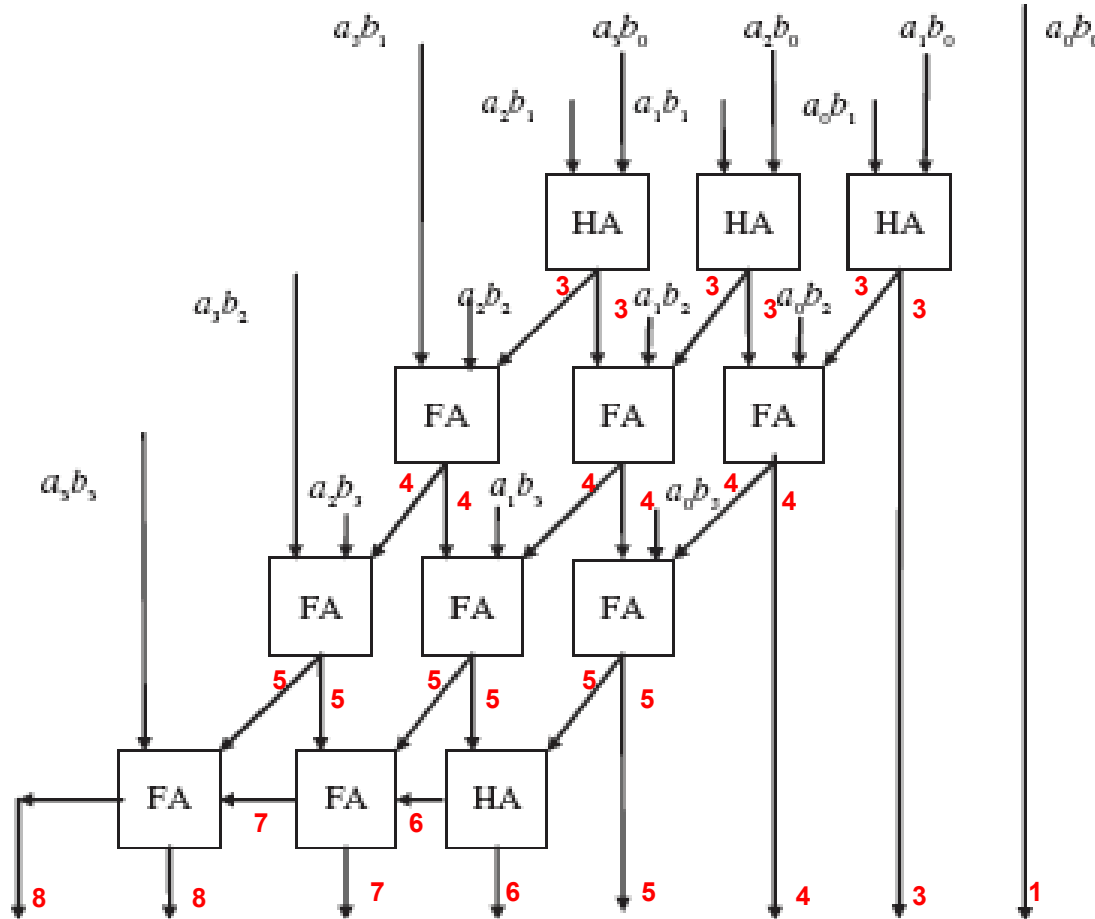 a₃b₁ a₃b₀ a₂b₀ a₁b₀ a₀b₀
a₂b₁ a₁b₁ a₀b₁
HA HA HA
3 3 3 3 3 3
a₃b₂ a₂b₂ a₁b₂ a₀b₂
FA FA FA
4 4 4 4 4 4
a₃b₃ a₂b₃ a₁b₃ a₀b₃
FA FA FA
5 5 5 5 5 5
FA FA HA
7 6
8 8 7 6 5 4 3 1